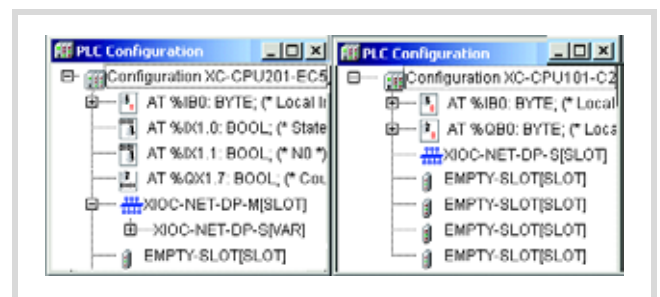 PLC Configuration
Configuration XC-CPU201-EC5
AT %IB0: BYTE; (* Local Ir
AT %IX1.0: BOOL; (* State
AT %IX1.1: BOOL; (* N0 *)
AT %QX1.7: BOOL; (* Cou
XIOC-NET-DP-M[SLOT]
XIOC-NET-DP-S[VAR]
EMPTY-SLOT[SLOT]
PLC Configuration
Configuration XC-CPU101-C2
AT %IB0: BYTE; (* Local
AT %QB0: BYTE; (* Loca
XIOC-NET-DP-S[SLOT]
EMPTY-SLOT[SLOT]
EMPTY-SLOT[SLOT]
EMPTY-SLOT[SLOT]
EMPTY-SLOT[SLOT]